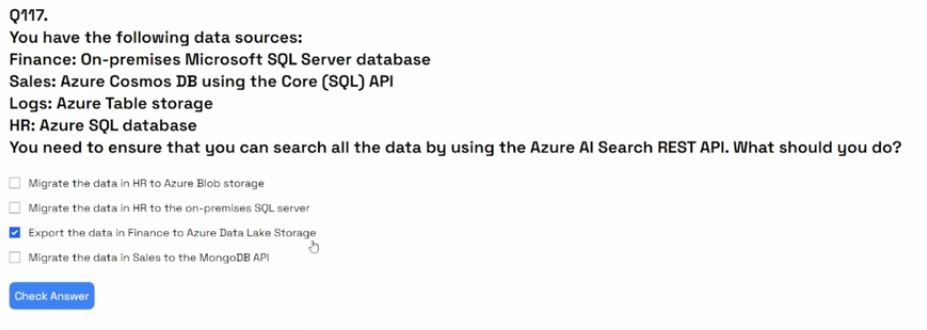 Q117.
You have the following data sources:
Finance: On-premises Microsoft SQL Server database
Sales: Azure Cosmos DB using the Core (SQL) API
Logs: Azure Table storage
HR: Azure SQL database
You need to ensure that you can search all the data by using the Azure AI Search REST API. What should you do?
Migrate the data in HR to Azure Blob storage
Migrate the data in HR to the on-premises SQL server
Export the data in Finance to Azure Data Lake Storage
Migrate the data in Sales to the MongoDB API
Check Answer